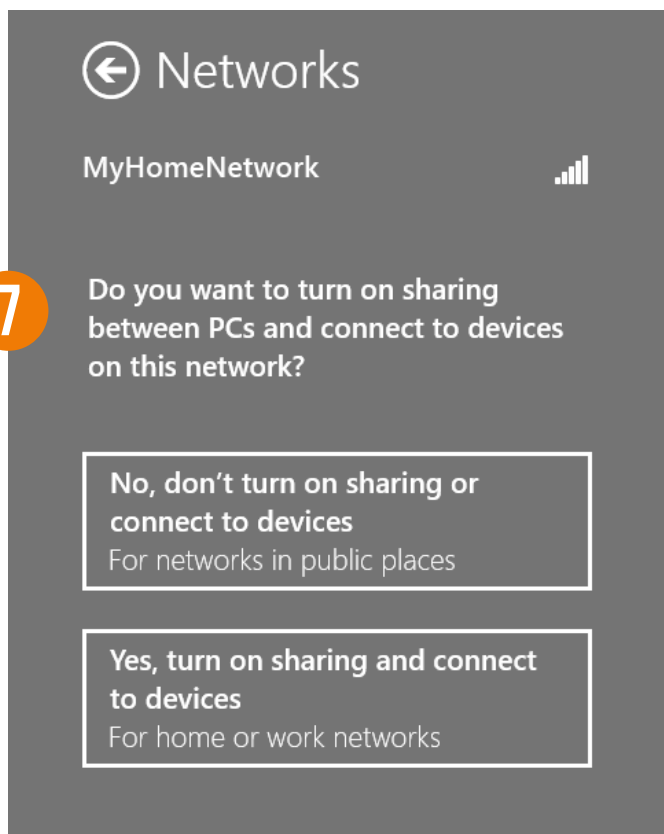 Networks
MyHomeNetwork
7
Do you want to turn on sharing
between PCs and connect to devices
on this network?
No, don’t turn on sharing or
connect to devices
For networks in public places
Yes, turn on sharing and connect
to devices
For home or work networks